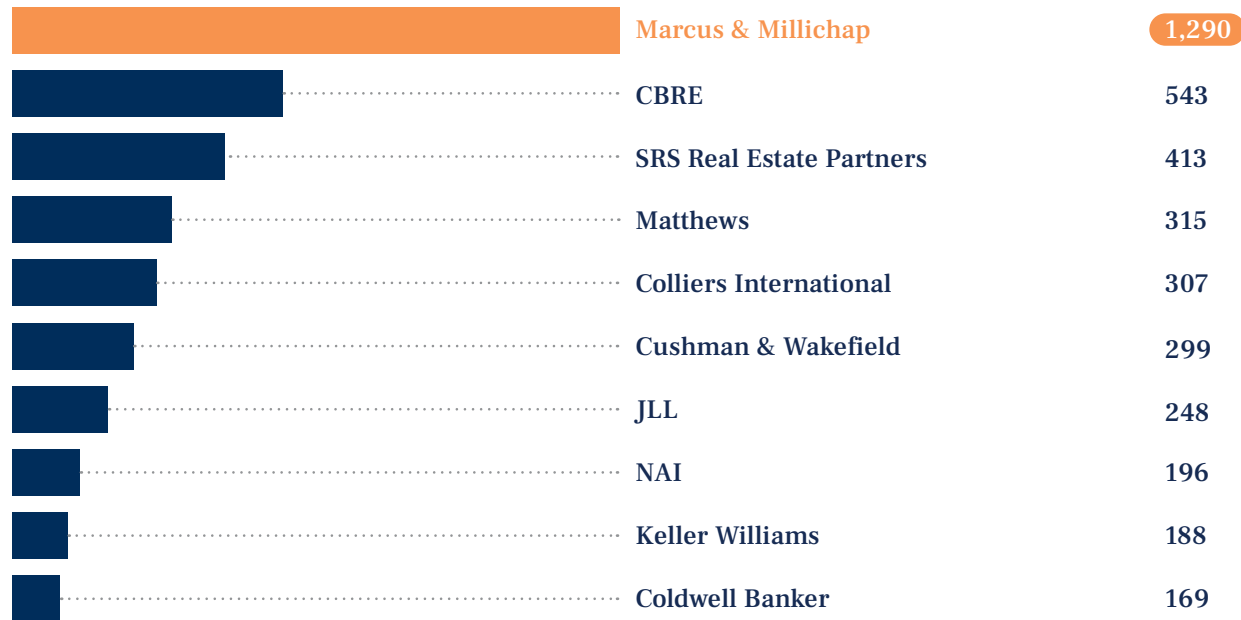 Marcus & Millichap 1,290
CBRE 543
SRS Real Estate Partners 413
Matthews 315
Colliers International 307
Cushman & Wakefield 299
JLL 248
NAI 196
Keller Williams 188
Coldwell Banker 169